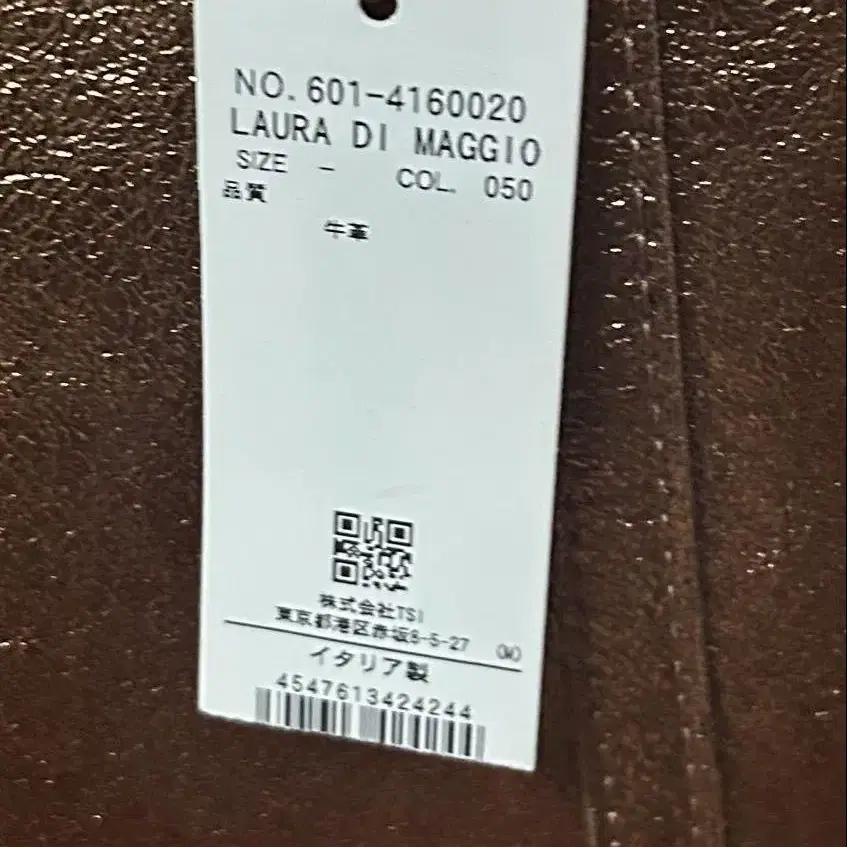 NO. 601-4160020
LAURA DI MAGGIO
SIZE － COL. 050
品質
牛革
株式会社TSI
東京都港区赤坂8-5-27
イタリア製
4547613424244